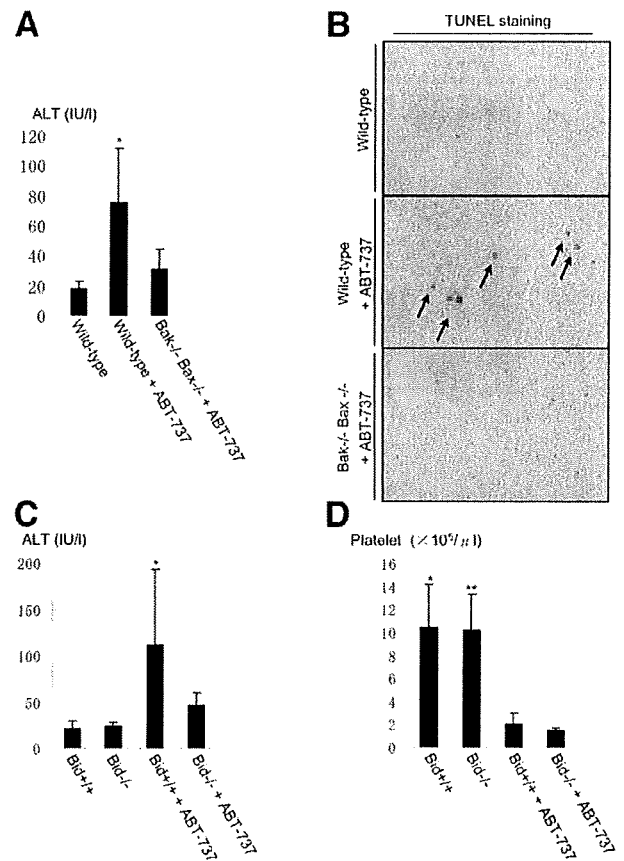 A
ALT (IU/l)
120
100
80
60
40
20
0
*
Wild-type
Wild-type + ABT-737
Bak-/- Bax-/- + ABT-737
B
TUNEL staining
Wild-type
Wild-type
+ ABT-737
Bak-/- Bax -/-
+ ABT-737
C
ALT (IU/l)
200
150
100
50
0
*
Bid+/+
Bid-/-
Bid+/+ + ABT-737
Bid-/- + ABT-737
D
Platelet (×10⁵/μl)
16
14
12
10
8
6
4
2
0
*
**
Bid+/+
Bid-/-
Bid+/+ + ABT-737
Bid-/- + ABT-737